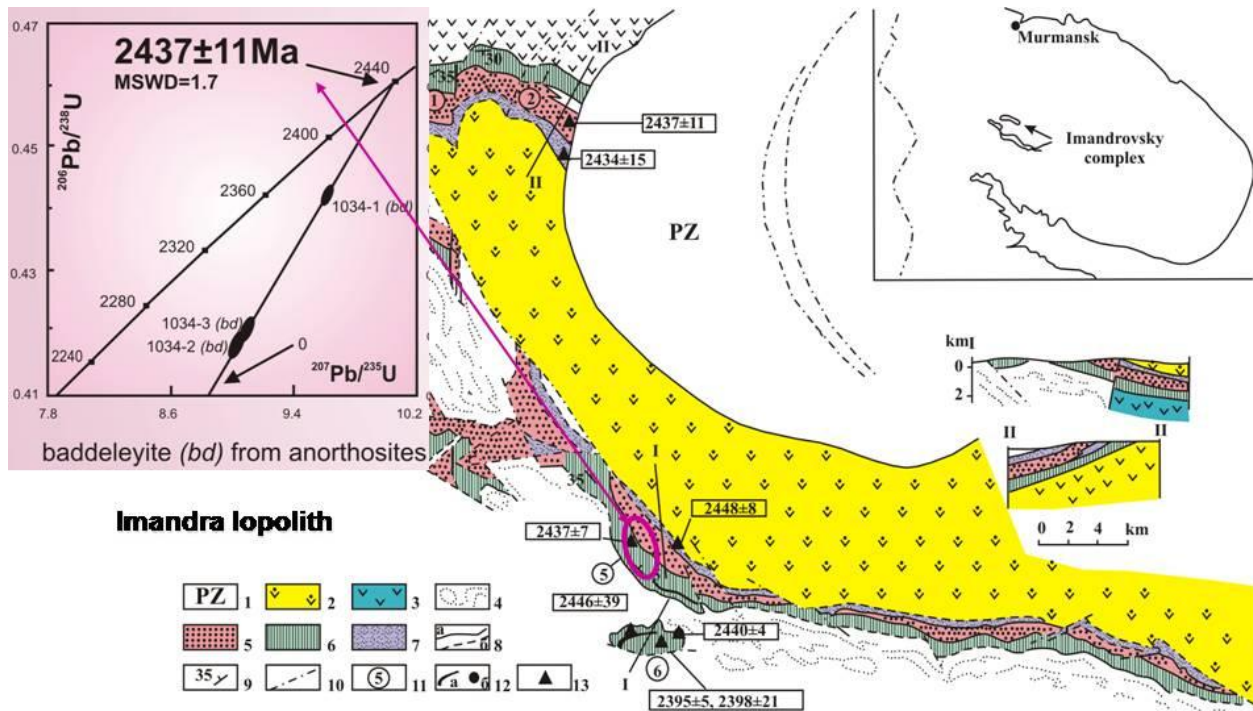 0.47
0.45
0.43
0.41
206Pb/238U
2437±11Ma
MSWD=1.7
2440
2400
2360
2320
2280
2240
1034-1 (bd)
1034-3 (bd)
1034-2 (bd)
0
207Pb/235U
7.8 8.6 9.4 10.2
baddeleyite (bd) from anorthosites
Imandra lopolith
35
30
II
1
2
2437±11
2434±15
II
PZ
Murmansk
Imandrovsky
complex
km I
0
2
II II
0 2 4
km
35
I
2448±8
2437±7
5
2446±39
2440±4
I
6
2395±5, 2398±21
PZ 1 2 3 4
5 6 7 a б 8
35 9 10 5 11 a б 12 13